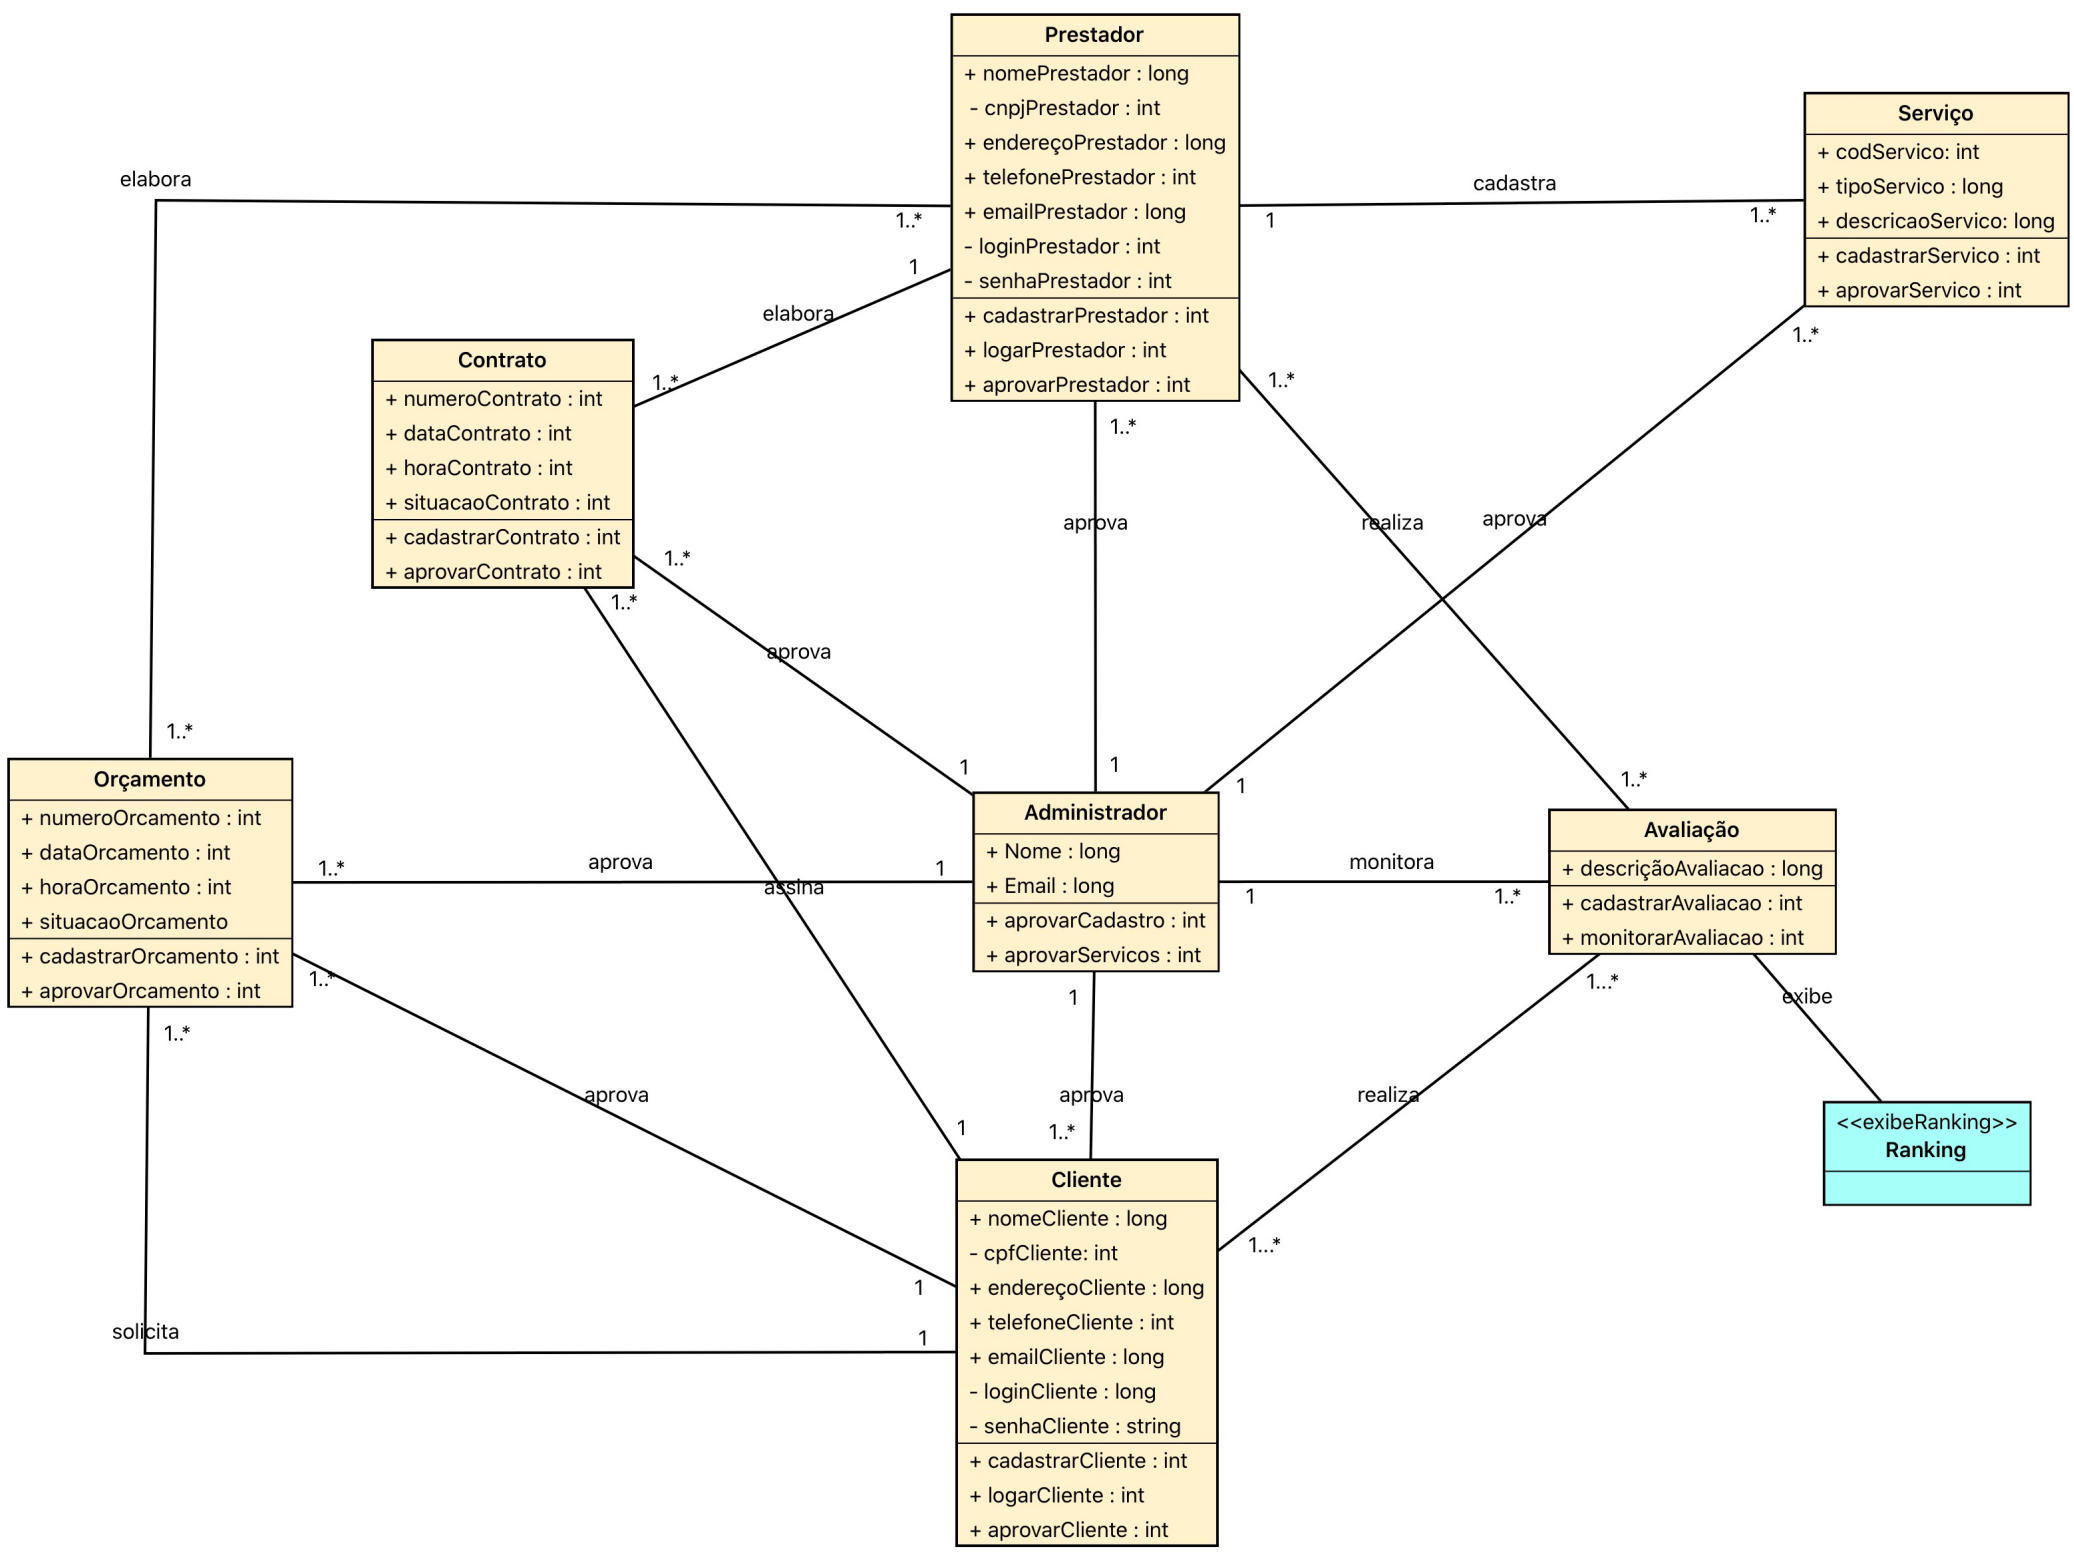 Prestador
+ nomePrestador : long
- cnpjPrestador : int
+ endereçoPrestador : long
+ telefonePrestador : int
+ emailPrestador : long
- loginPrestador : int
- senhaPrestador : int
+ cadastrarPrestador : int
+ logarPrestador : int
+ aprovarPrestador : int
Serviço
+ codServico: int
+ tipoServico : long
+ descricaoServico: long
+ cadastrarServico : int
+ aprovarServico : int
elabora
1..*
1..*
cadastra
1
1..*
elabora
1
1..*
Contrato
+ numeroContrato : int
+ dataContrato : int
+ horaContrato : int
+ situacaoContrato : int
+ cadastrarContrato : int
+ aprovarContrato : int
aprova
1..*
1
realiza
1..*
1..*
aprova
1..*
1
aprova
1..*
1
assina
1..*
1
Orçamento
+ numeroOrcamento : int
+ dataOrcamento : int
+ horaOrcamento : int
+ situacaoOrcamento
+ cadastrarOrcamento : int
+ aprovarOrcamento : int
1..*
aprova
1
Administrador
+ Nome : long
+ Email : long
+ aprovarCadastro : int
+ aprovarServicos : int
monitora
1
1..*
Avaliação
+ descriçãoAvaliacao : long
+ cadastrarAvaliacao : int
+ monitorarAvaliacao : int
1..*
aprova
1
1..*
solicita
1
1
aprova
1..*
1...*
realiza
1...*
exibe
<<exibeRanking>>
Ranking
Cliente
+ nomeCliente : long
- cpfCliente: int
+ endereçoCliente : long
+ telefoneCliente : int
+ emailCliente : long
- loginCliente : long
- senhaCliente : string
+ cadastrarCliente : int
+ logarCliente : int
+ aprovarCliente : int